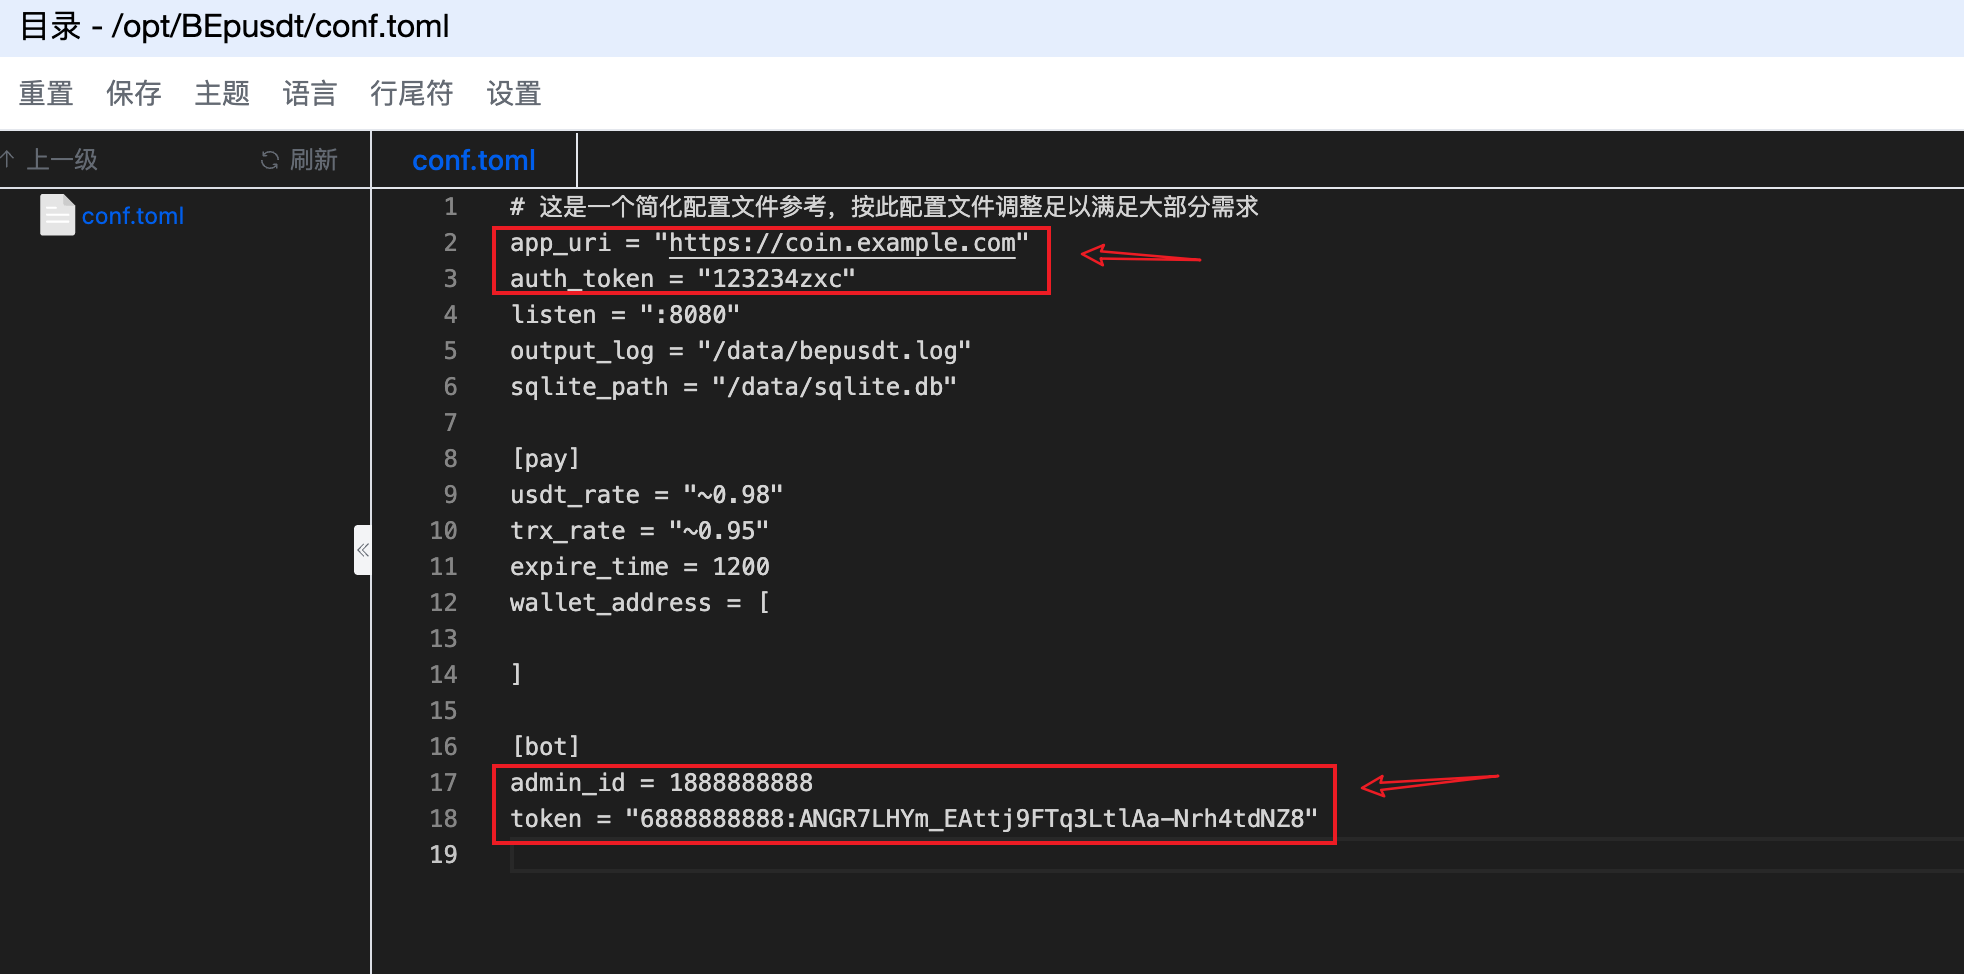 目录 - /opt/BEpusdt/conf.toml
重置 保存 主题 语言 行尾符 设置
↑ 上一级 刷新 conf.toml
conf.toml
1 # 这是一个简化配置文件参考，按此配置文件调整足以满足大部分需求
2 app_uri = "https://coin.example.com"
3 auth_token = "123234zxc"
4 listen = ":8080"
5 output_log = "/data/bepusdt.log"
6 sqlite_path = "/data/sqlite.db"
7
8 [pay]
9 usdt_rate = "~0.98"
10 trx_rate = "~0.95"
11 expire_time = 1200
12 wallet_address = [
13
14 ]
15
16 [bot]
17 admin_id = 1888888888
18 token = "6888888888:ANGR7LHYm_EAttj9FTq3LtlAa-Nrh4tdNZ8"
19